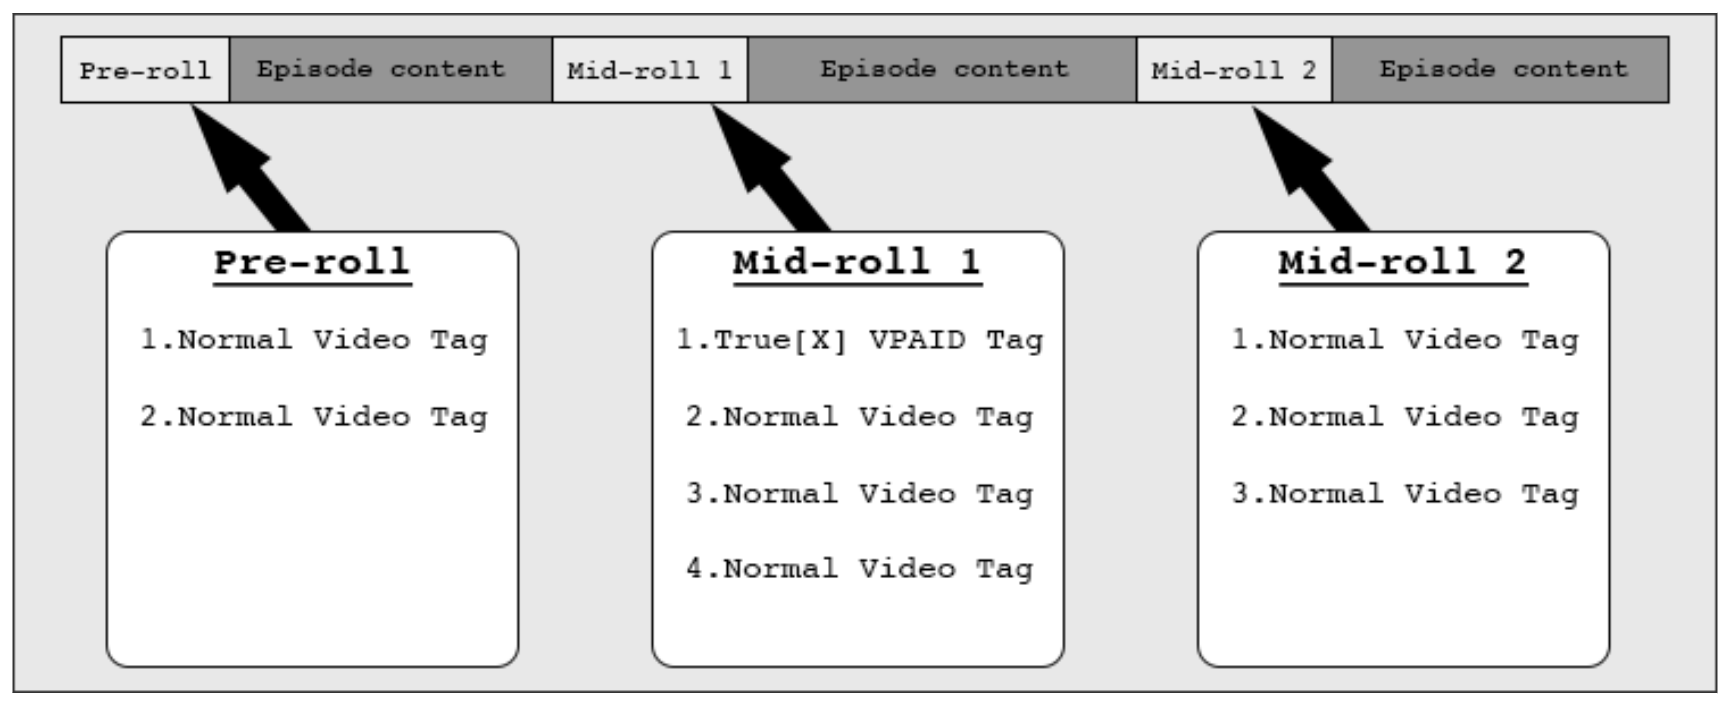 Pre-roll Episode content Mid-roll 1 Episode content Mid-roll 2 Episode content
Pre-roll
1.Normal Video Tag
2.Normal Video Tag
Mid-roll 1
1.True[X] VPAID Tag
2.Normal Video Tag
3.Normal Video Tag
4.Normal Video Tag
Mid-roll 2
1.Normal Video Tag
2.Normal Video Tag
3.Normal Video Tag